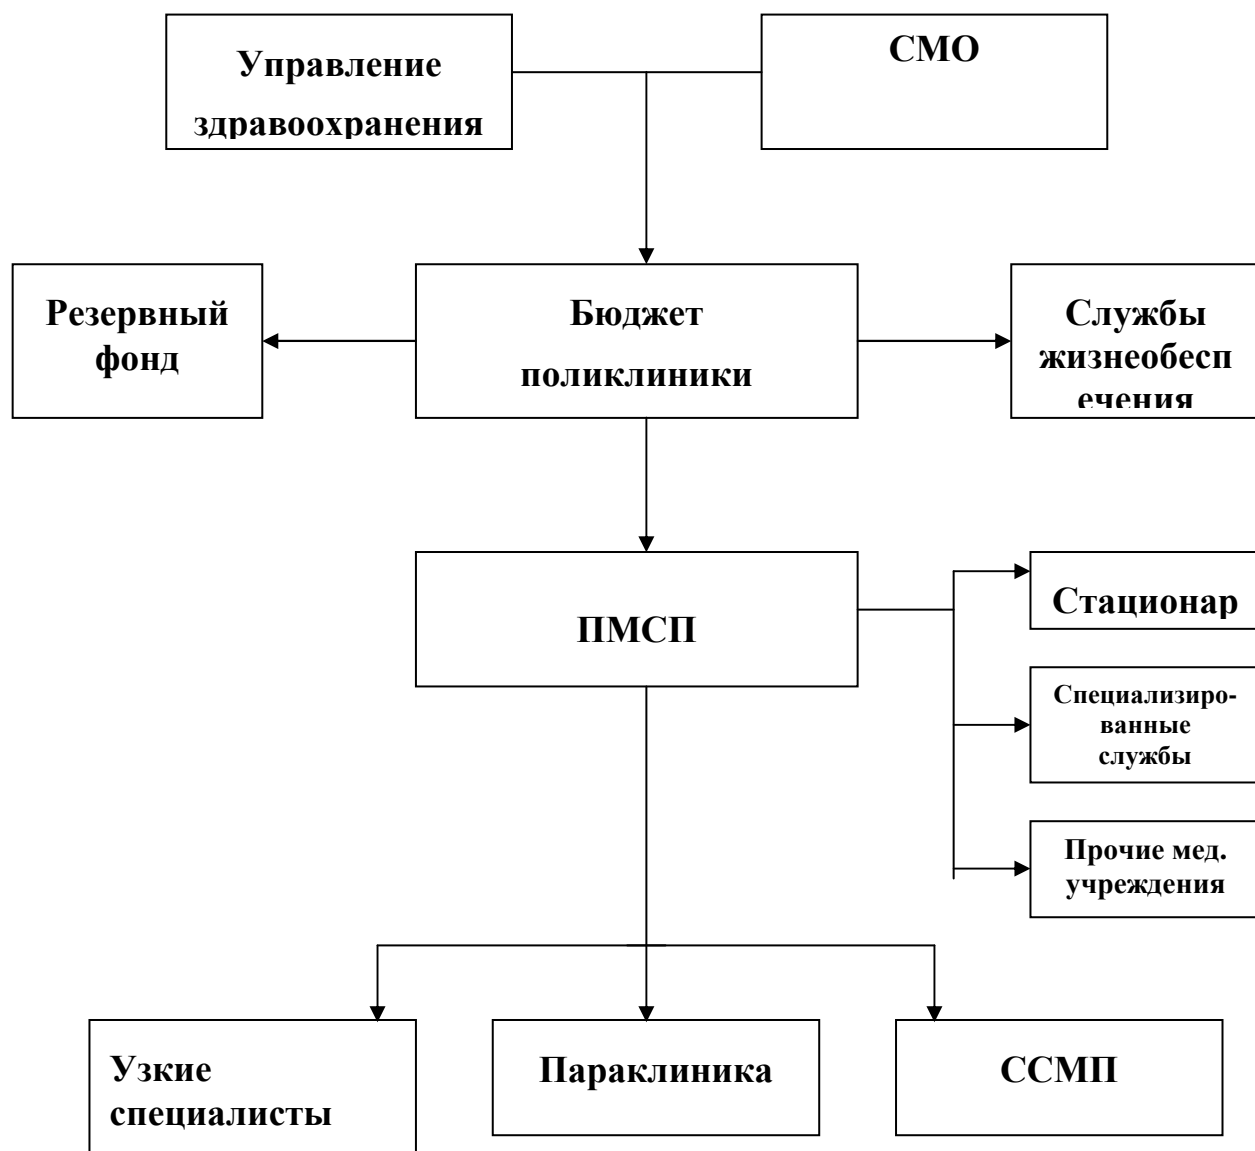 Управление
здравоохранения
СМО
Резервный
фонд
Бюджет
поликлиники
Службы
жизнеобесп
ечения
ПМСП
Стационар
Специализиро-
ванные
службы
Прочие мед.
учреждения
Узкие
специалисты
Параклиника
ССМП